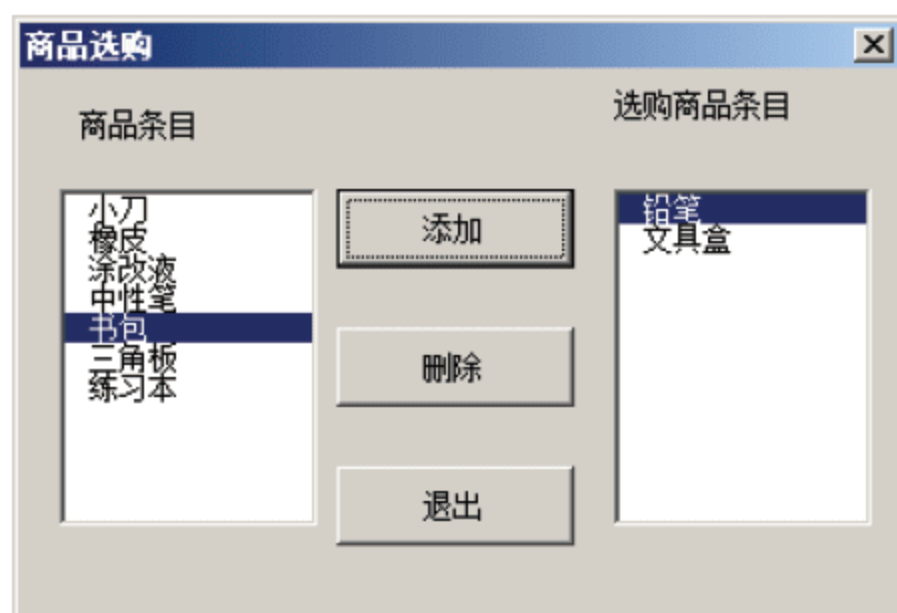 商品选购
商品条目
选购商品条目
小刀
橡皮
涂改液
中性笔
书包
三角板
练习本
添加
删除
退出
铅笔
文具盒